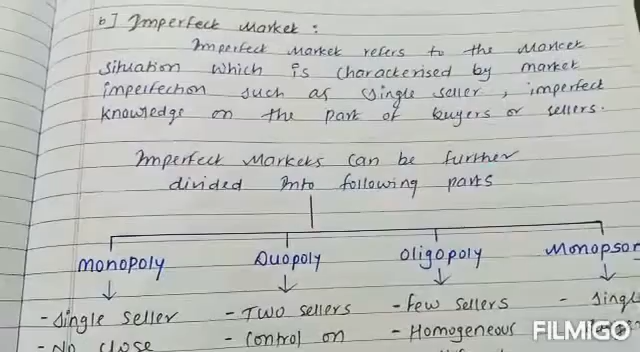 b] Imperfect Market :
Imperfect Market refers to the Market
situation which is characterised by market
imperfection such as single seller, imperfect
knowledge on the part of buyers or sellers.
Imperfect Markets can be further
divided into following parts
Monopoly Duopoly Oligopoly Monopson
- Single seller - Two sellers - Few sellers - Single
- No close - Control on - Homogeneous
FILMIGO